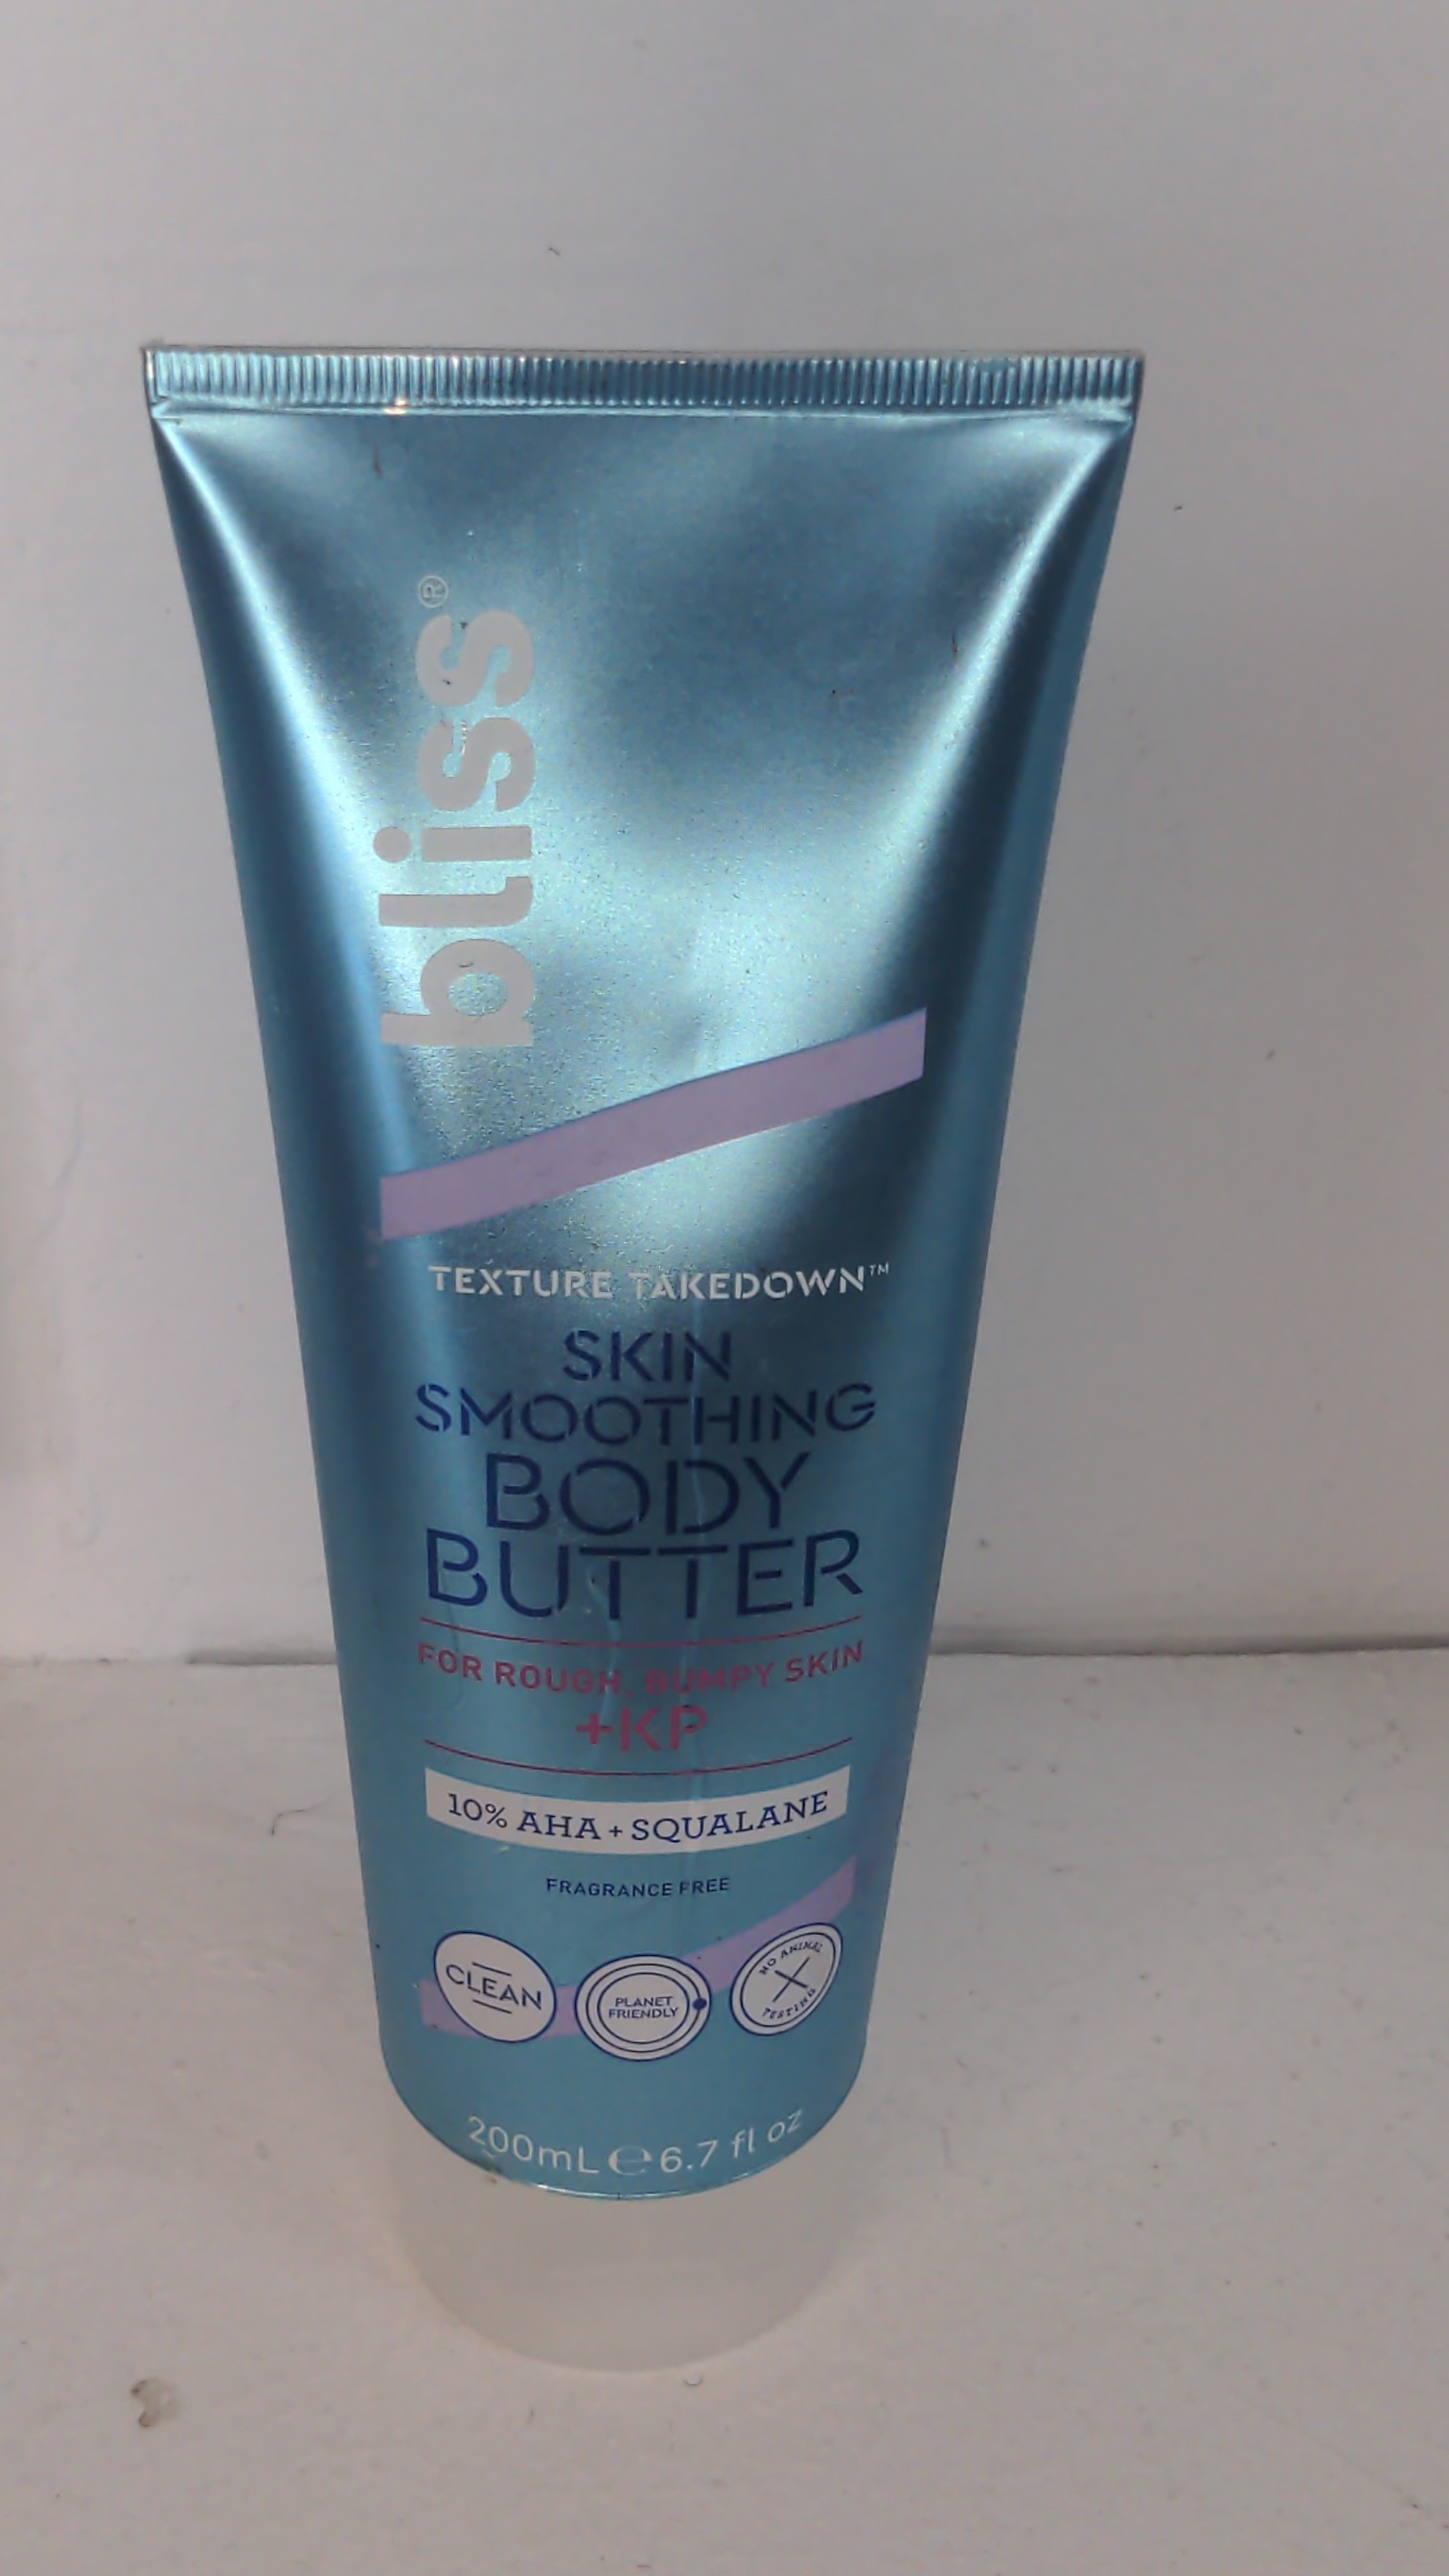 bliss®
TEXTURE TAKEDOWN™
SKIN
SMOOTHING
BODY
BUTTER
FOR ROUGH, BUMPY SKIN
+KP
10% AHA + SQUALANE
FRAGRANCE FREE
CLEAN
PLANET
FRIENDLY
NO ANIMAL
TESTING
200mL ℮ 6.7 fl oz